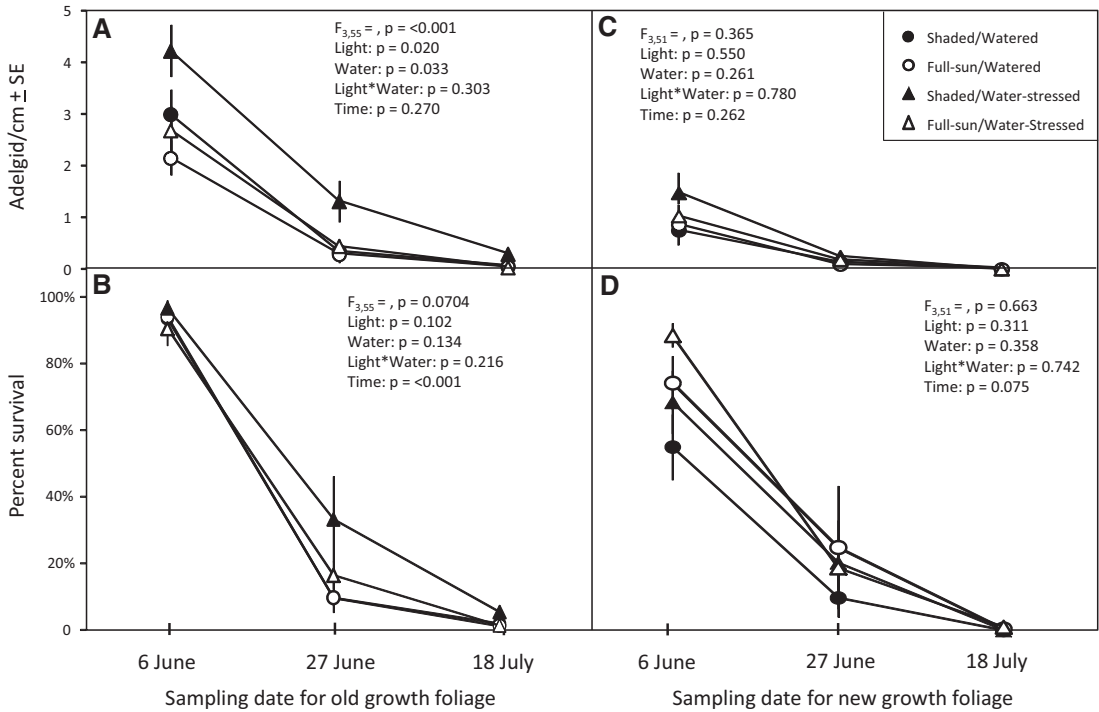 A
F3,55 = , p = <0.001
Light: p = 0.020
Water: p = 0.033
Light*Water: p = 0.303
Time: p = 0.270
Adelgid/cm ± SE
5
4
3
2
1
0
C
F3,51 = , p = 0.365
Light: p = 0.550
Water: p = 0.261
Light*Water: p = 0.780
Time: p = 0.262
Shaded/Watered
Full-sun/Watered
Shaded/Water-stressed
Full-sun/Water-Stressed
B
F3,55 = , p = 0.0704
Light: p = 0.102
Water: p = 0.134
Light*Water: p = 0.216
Time: p = <0.001
Percent survival
100%
80%
60%
40%
20%
0
D
F3,51 = , p = 0.663
Light: p = 0.311
Water: p = 0.358
Light*Water: p = 0.742
Time: p = 0.075
6 June
27 June
18 July
Sampling date for old growth foliage
6 June
27 June
18 July
Sampling date for new growth foliage